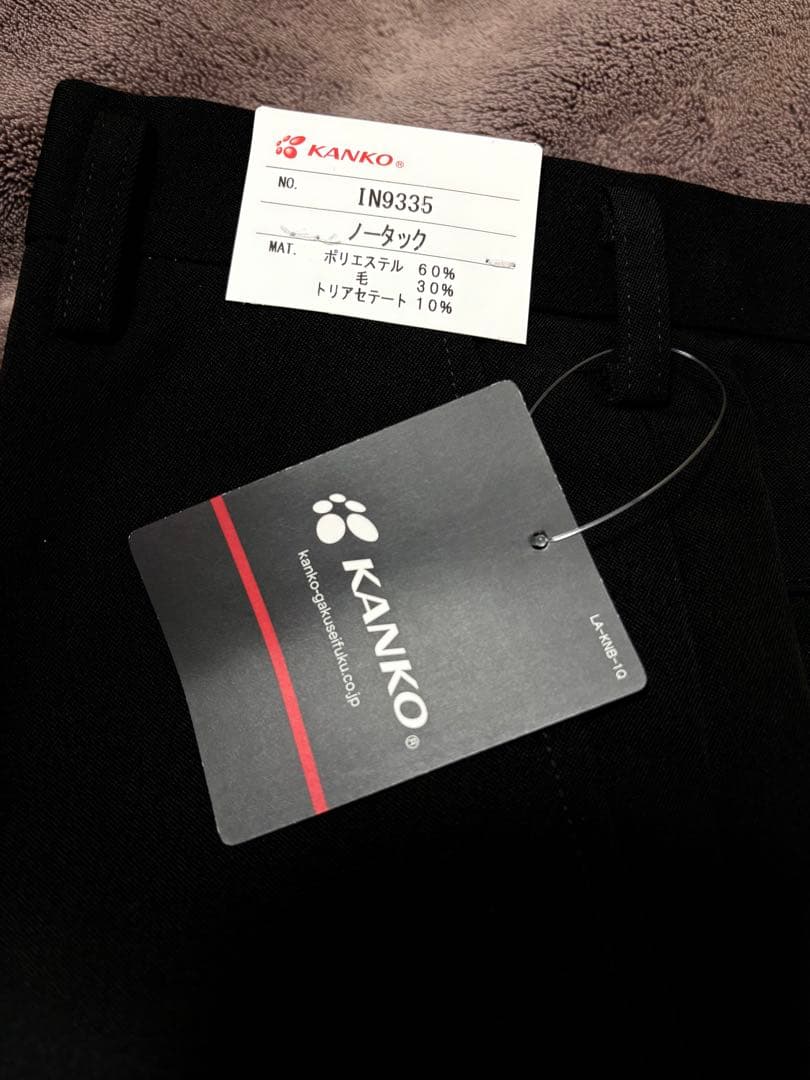 KANKO®
NO. IN9335
ノータック
MAT. ポリエステル 60%
毛 30%
トリアセテート 10%
KANKO®
kanko-gakuseifuku.co.jp
LA-KNB-1Q